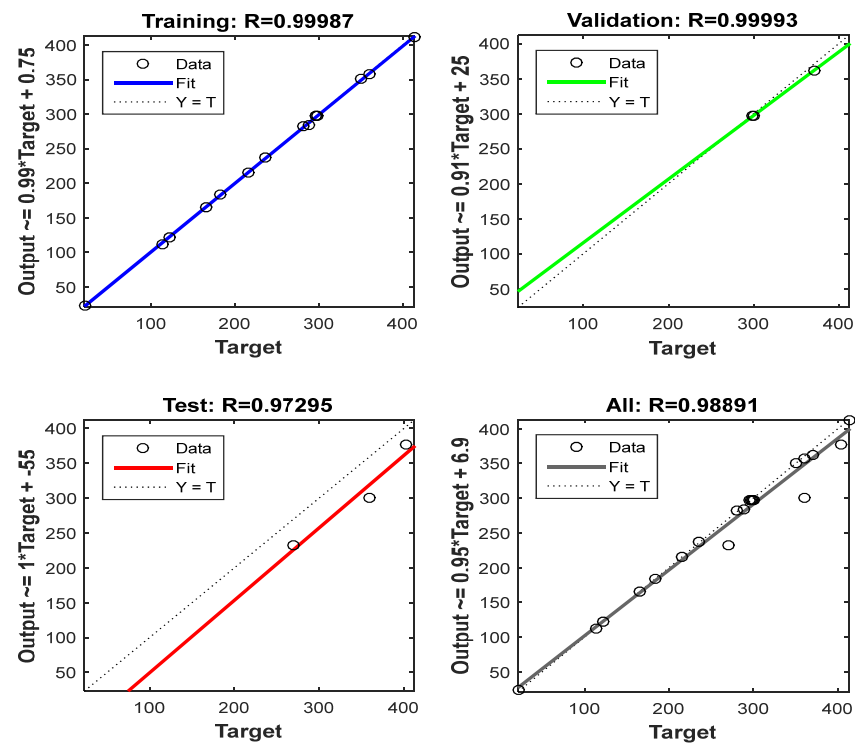 Training: R=0.99987
Output ~= 0.99*Target + 0.75
400
350
300
250
200
150
100
50
Data
Fit
Y = T
100
200
300
400
Target
Validation: R=0.99993
Output ~= 0.91*Target + 25
400
350
300
250
200
150
100
50
Data
Fit
Y = T
100
200
300
400
Target
Test: R=0.97295
Output ~= 1*Target + -55
400
350
300
250
200
150
100
50
Data
Fit
Y = T
100
200
300
400
Target
All: R=0.98891
Output ~= 0.95*Target + 6.9
400
350
300
250
200
150
100
50
Data
Fit
Y = T
100
200
300
400
Target